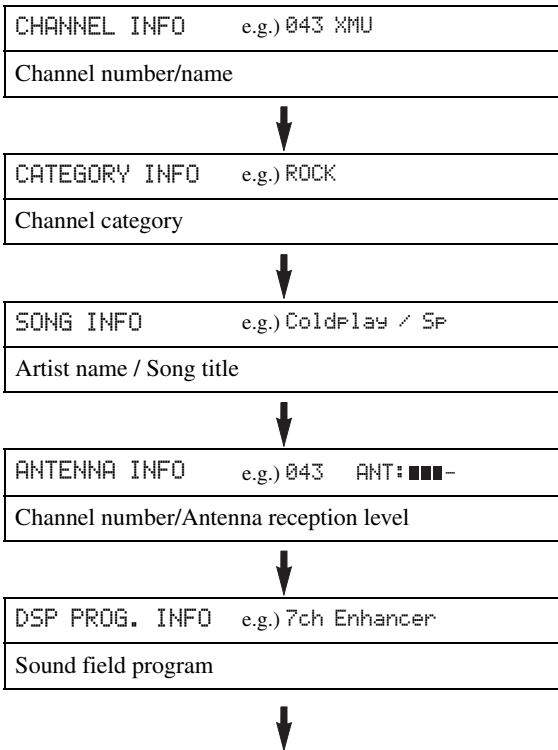 CHANNEL INFO e.g.) 043 XMU
Channel number/name
CATEGORY INFO e.g.) ROCK
Channel category
SONG INFO e.g.) Coldplay / Sp
Artist name / Song title
ANTENNA INFO e.g.) 043 ANT:■■■-
Channel number/Antenna reception level
DSP PROG. INFO e.g.) 7ch Enhancer
Sound field program